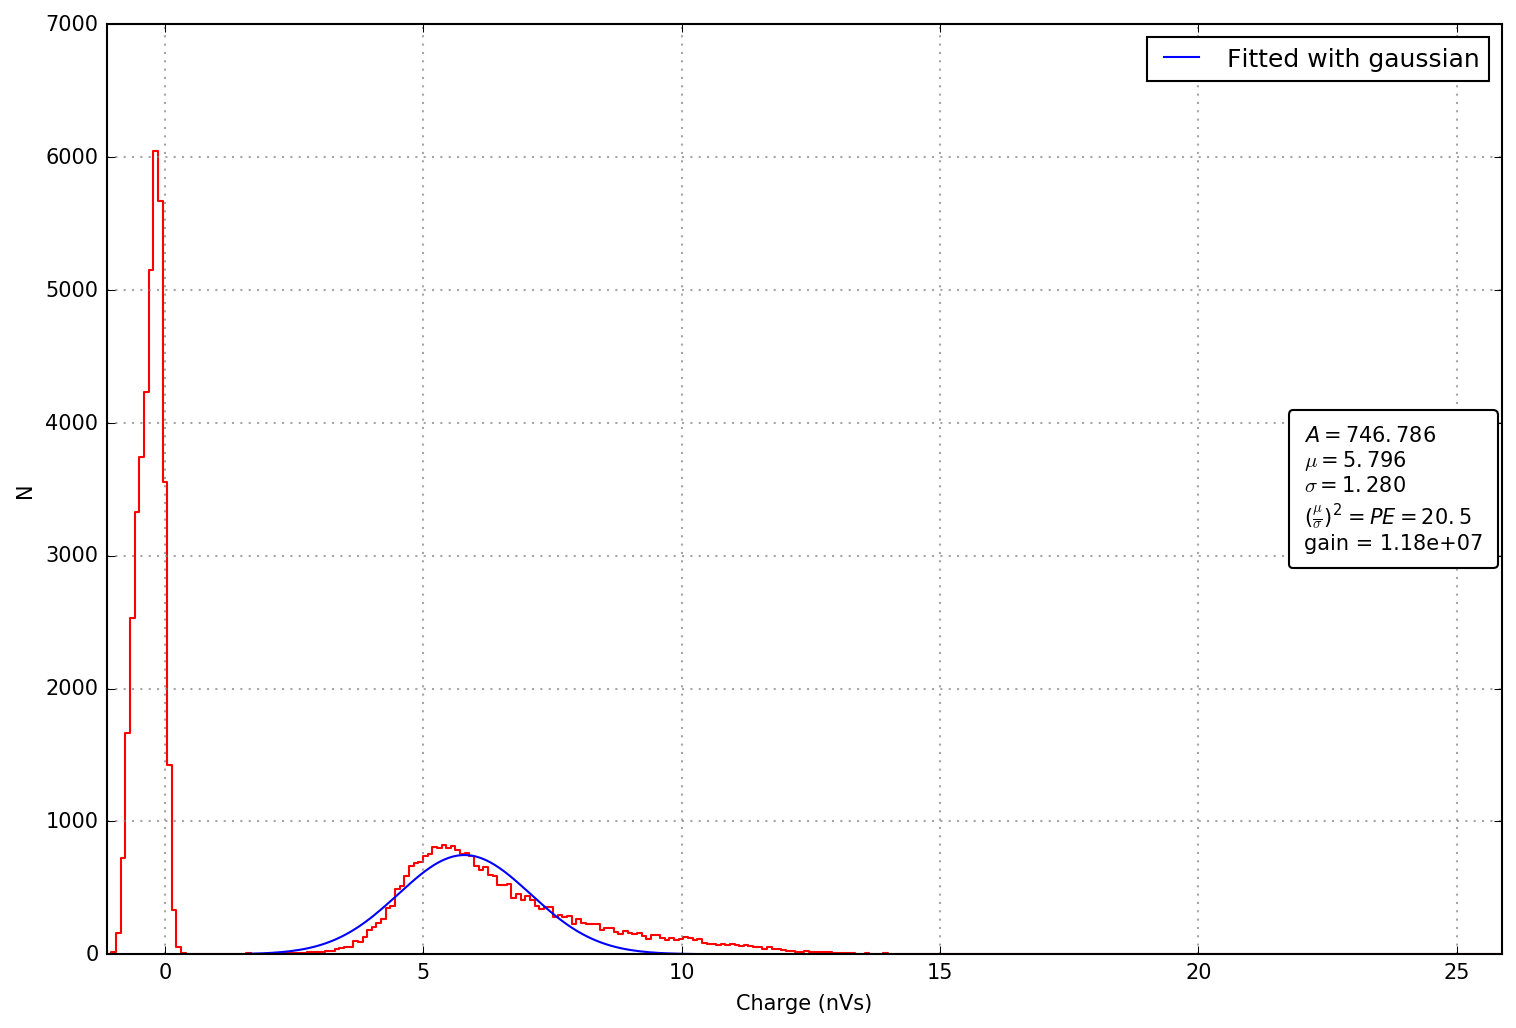 7000
6000
5000
4000
3000
2000
1000
0
N
0 5 10 15 20 25
Charge (nVs)
Fitted with gaussian
A = 746.786
μ = 5.796
σ = 1.280
(μ/σ)² = PE = 20.5
gain = 1.18e+07